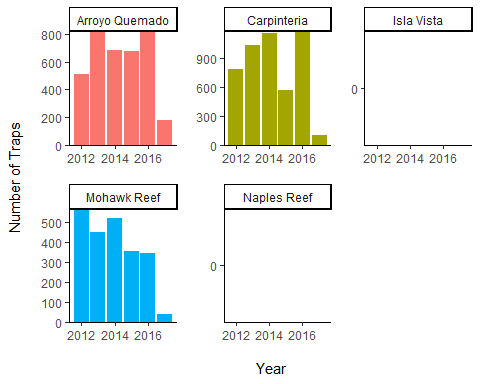 Arroyo Quemado
Carpinteria
Isla Vista
800
600
400
200
0
900
600
300
0
0
2012 2014 2016
2012 2014 2016
2012 2014 2016
Number of Traps
Mohawk Reef
Naples Reef
500
400
300
200
100
0
0
2012 2014 2016
2012 2014 2016
Year